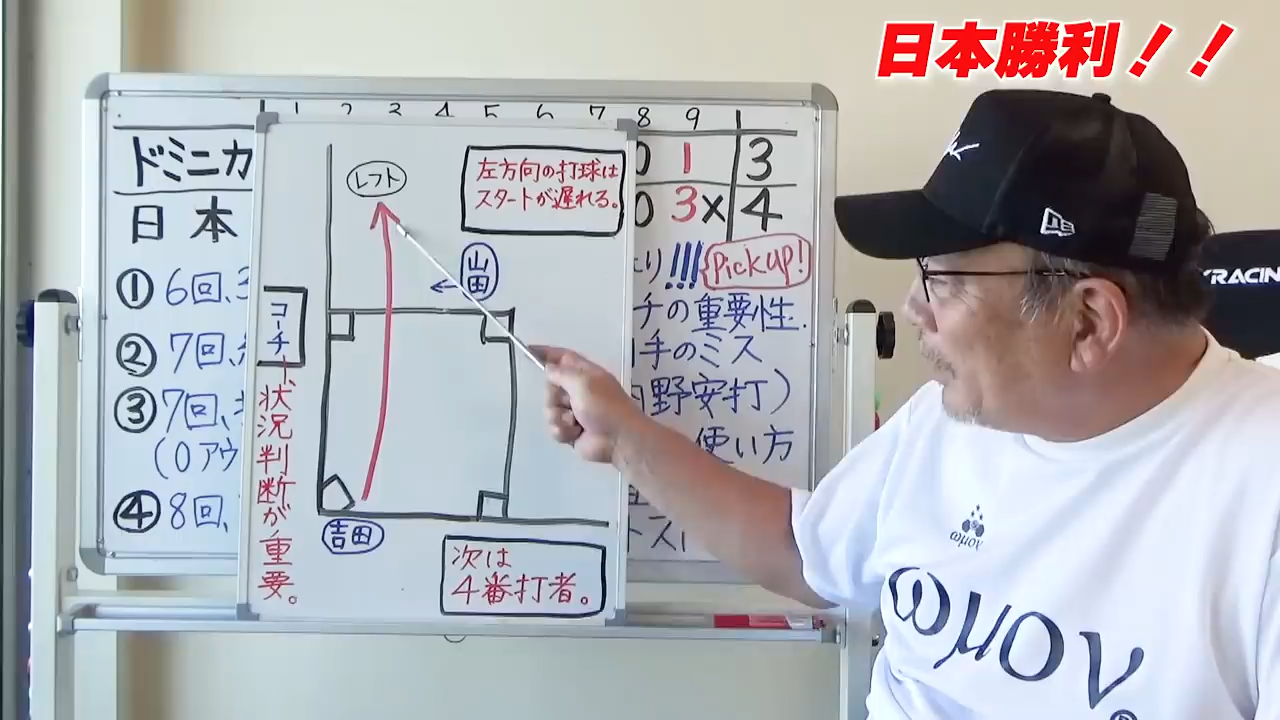 日本勝利！！
1 2 3 4 5 6 7 8 9
ドミニカ 0 1 3
日本 0 3× 4
①6回、3
②7回、
③7回、
(0アウ
④8回、
り!!! Pick up!
チの重要性.
手のミス
野安打)
使い方
レフト
左方向の打球は
スタートが遅れる。
山田
コーチ
状況判断が重要。
吉田
次は
4番打者。
RACIN
ωμου
ωμου